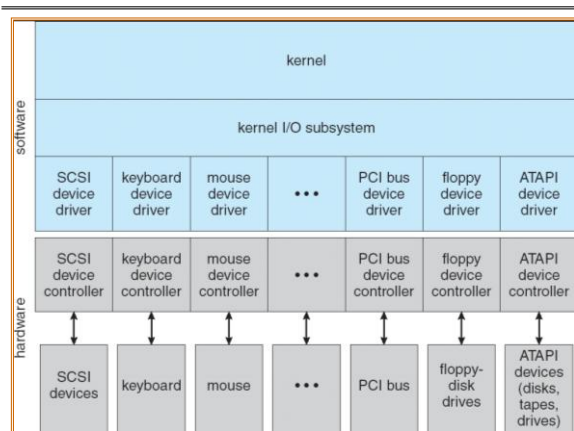 kernel
kernel I/O subsystem
software
SCSI
device
driver
keyboard
device
driver
mouse
device
driver
•••
PCI bus
device
driver
floppy
device
driver
ATAPI
device
driver
hardware
SCSI
device
controller
keyboard
device
controller
mouse
device
controller
•••
PCI bus
device
controller
floppy
device
controller
ATAPI
device
controller
SCSI
devices
keyboard
mouse
•••
PCI bus
floppy-
disk
drives
ATAPI
devices
(disks,
tapes,
drives)